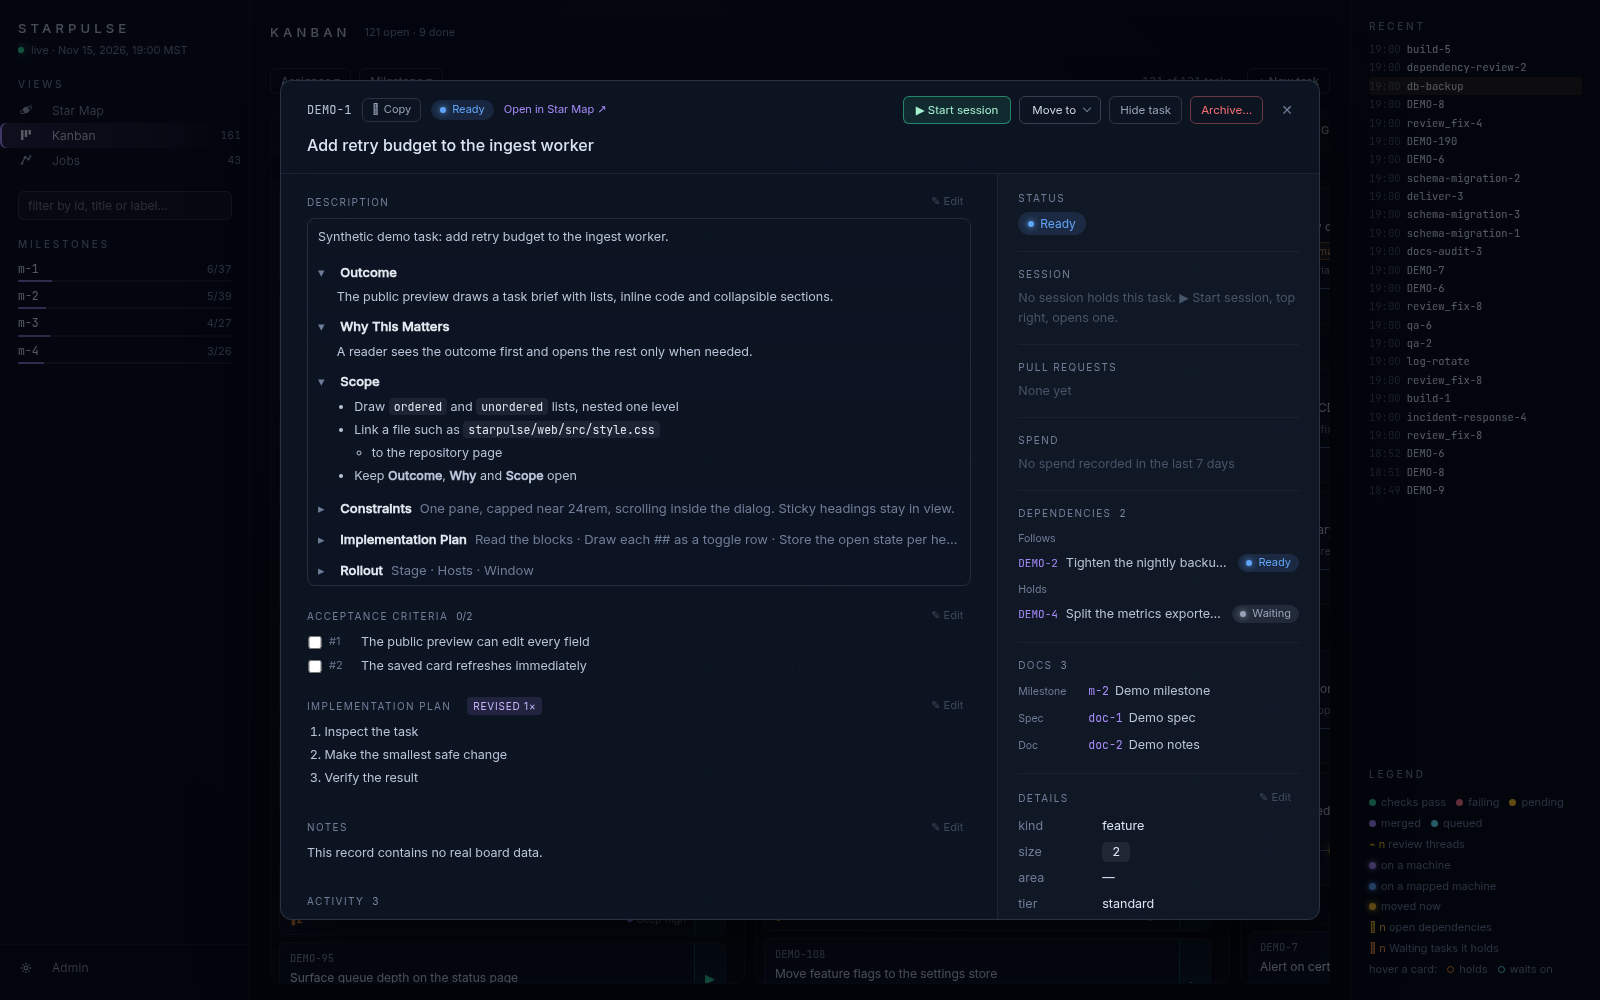 STARPULSE
live · Nov 15, 2026, 19:00 MST
VIEWS
Star Map
Kanban 161
Jobs 43
filter by id, title or label...
MILESTONES
m-1 6/37
m-2 5/39
m-3 4/27
m-4 3/26
Admin
KANBAN 121 open · 9 done
DEMO-1 Copy Ready Open in Star Map ↗ ▶ Start session Move to Hide task Archive... ✕
Add retry budget to the ingest worker
DESCRIPTION ✎ Edit
Synthetic demo task: add retry budget to the ingest worker.
▾ Outcome
The public preview draws a task brief with lists, inline code and collapsible sections.
▾ Why This Matters
A reader sees the outcome first and opens the rest only when needed.
▾ Scope
• Draw ordered and unordered lists, nested one level
• Link a file such as starpulse/web/src/style.css
◦ to the repository page
• Keep Outcome, Why and Scope open
▸ Constraints One pane, capped near 24rem, scrolling inside the dialog. Sticky headings stay in view.
▸ Implementation Plan Read the blocks · Draw each ## as a toggle row · Store the open state per he...
▸ Rollout Stage · Hosts · Window
ACCEPTANCE CRITERIA 0/2 ✎ Edit
#1 The public preview can edit every field
#2 The saved card refreshes immediately
IMPLEMENTATION PLAN REVISED 1× ✎ Edit
1. Inspect the task
2. Make the smallest safe change
3. Verify the result
NOTES ✎ Edit
This record contains no real board data.
ACTIVITY 3
STATUS
Ready
SESSION
No session holds this task. ▶ Start session, top
right, opens one.
PULL REQUESTS
None yet
SPEND
No spend recorded in the last 7 days
DEPENDENCIES 2
Follows
DEMO-2 Tighten the nightly backu... Ready
Holds
DEMO-4 Split the metrics exporte... Waiting
DOCS 3
Milestone m-2 Demo milestone
Spec doc-1 Demo spec
Doc doc-2 Demo notes
DETAILS ✎ Edit
kind feature
size 2
area —
tier standard
DEMO-95
Surface queue depth on the status page
DEMO-108
Move feature flags to the settings store
DEMO-7
Alert on cert
RECENT
19:00 build-5
19:00 dependency-review-2
19:00 db-backup
19:00 DEMO-8
19:00 review_fix-4
19:00 DEMO-190
19:00 DEMO-6
19:00 schema-migration-2
19:00 deliver-3
19:00 schema-migration-3
19:00 schema-migration-1
19:00 docs-audit-3
19:00 DEMO-7
19:00 DEMO-6
19:00 review_fix-8
19:00 qa-6
19:00 qa-2
19:00 log-rotate
19:00 review_fix-8
19:00 build-1
19:00 incident-response-4
19:00 review_fix-8
18:52 DEMO-6
18:51 DEMO-8
18:49 DEMO-9
LEGEND
checks pass failing pending
merged queued
n review threads
on a machine
on a mapped machine
moved now
n open dependencies
n Waiting tasks it holds
hover a card: holds waits on